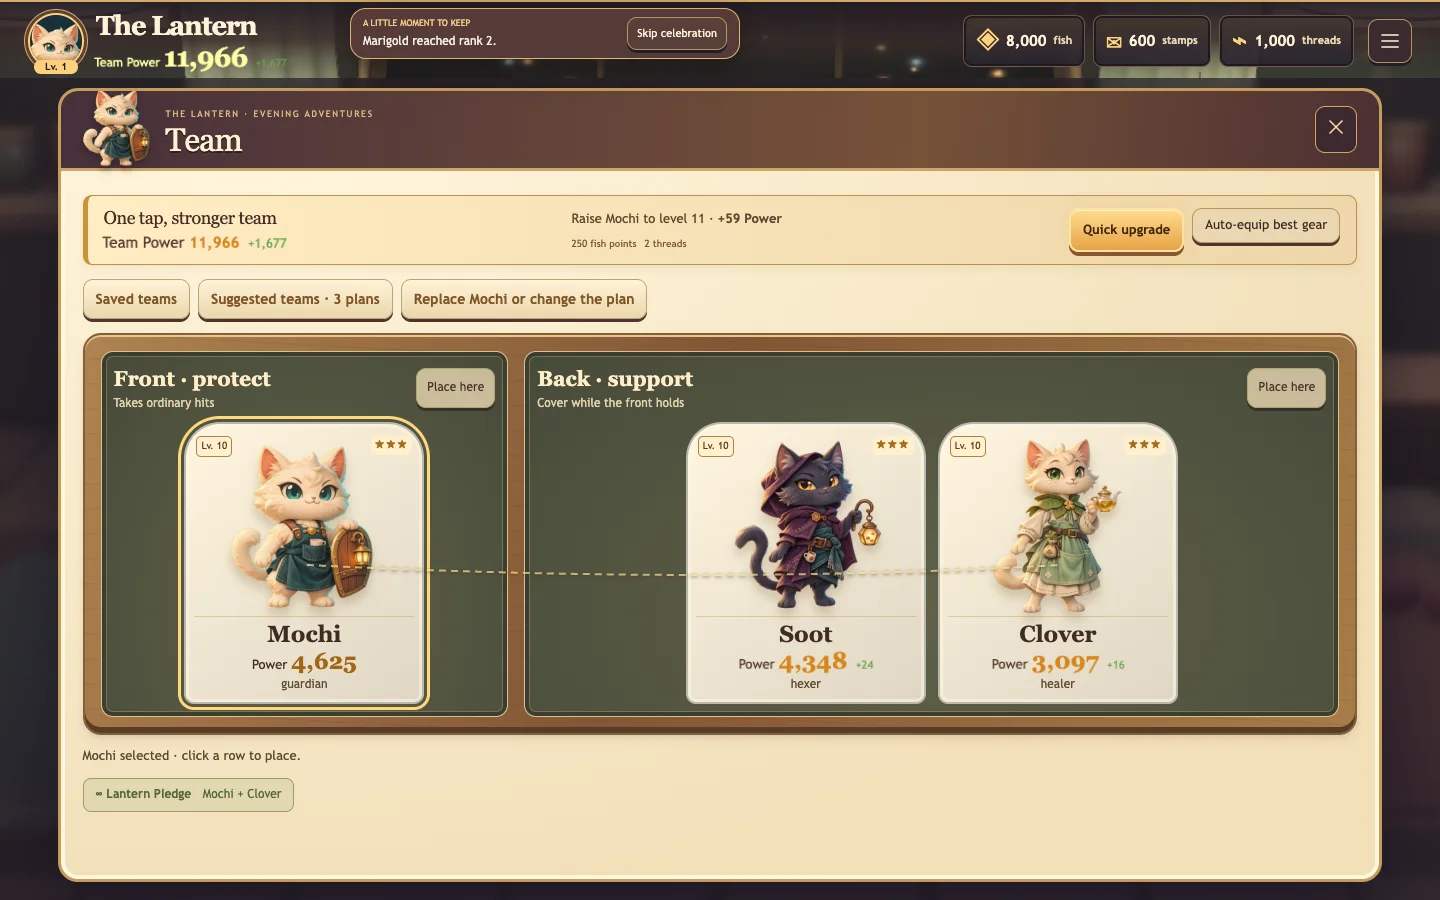 The Lantern
Lv. 1
Team Power 11,966 +1,677
A LITTLE MOMENT TO KEEP
Marigold reached rank 2.
Skip celebration
8,000 fish
600 stamps
1,000 threads
THE LANTERN · EVENING ADVENTURES
Team
One tap, stronger team
Team Power 11,966 +1,677
Raise Mochi to level 11 · +59 Power
250 fish points 2 threads
Quick upgrade
Auto-equip best gear
Saved teams
Suggested teams · 3 plans
Replace Mochi or change the plan
Front · protect
Takes ordinary hits
Place here
Lv. 10
Mochi
Power 4,625
guardian
Back · support
Cover while the front holds
Place here
Lv. 10
Soot
Power 4,348 +24
hexer
Lv. 10
Clover
Power 3,097 +16
healer
Mochi selected · click a row to place.
∞ Lantern Pledge Mochi + Clover